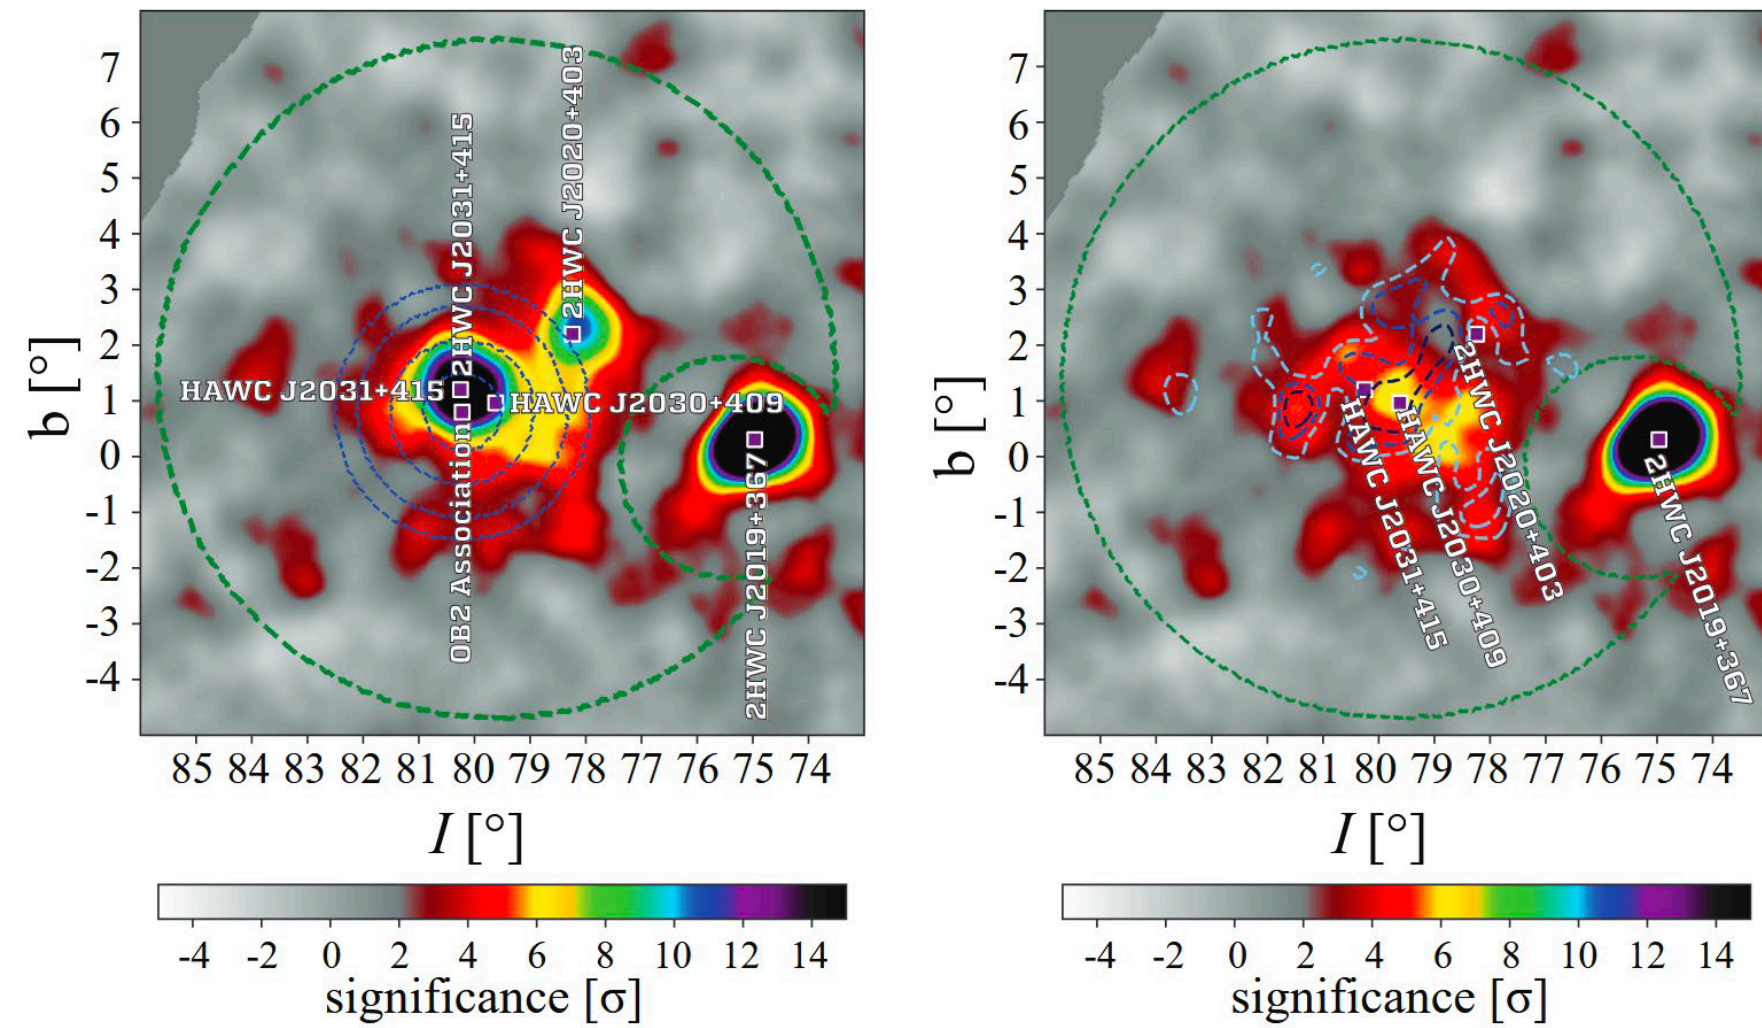 7
6
5
4
3
2
1
0
-1
-2
-3
-4
b [°]
2HWC J2031+415
2HWC J2020+403
HAWC J2031+415
HAWC J2030+409
OB2 Association
2HWC J2019+367
85 84 83 82 81 80 79 78 77 76 75 74
l [°]
-4 -2 0 2 4 6 8 10 12 14
significance [σ]
7
6
5
4
3
2
1
0
-1
-2
-3
-4
b [°]
2HWC J2020+403
HAWC J2031+415
HAWC J2030+409
2HWC J2019+367
85 84 83 82 81 80 79 78 77 76 75 74
l [°]
-4 -2 0 2 4 6 8 10 12 14
significance [σ]